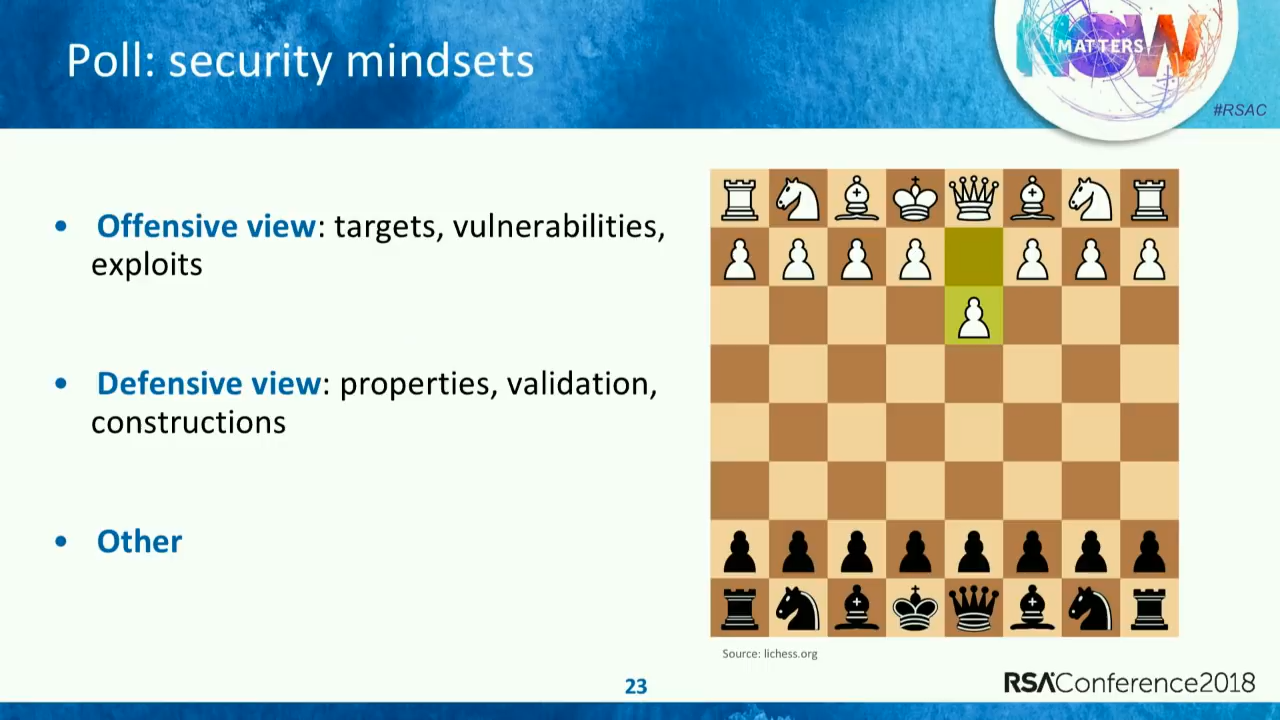 Poll: security mindsets
NOW
MATTERS
#RSAC
• Offensive view: targets, vulnerabilities,
exploits
• Defensive view: properties, validation,
constructions
• Other
Source: lichess.org
23
RSAConference2018